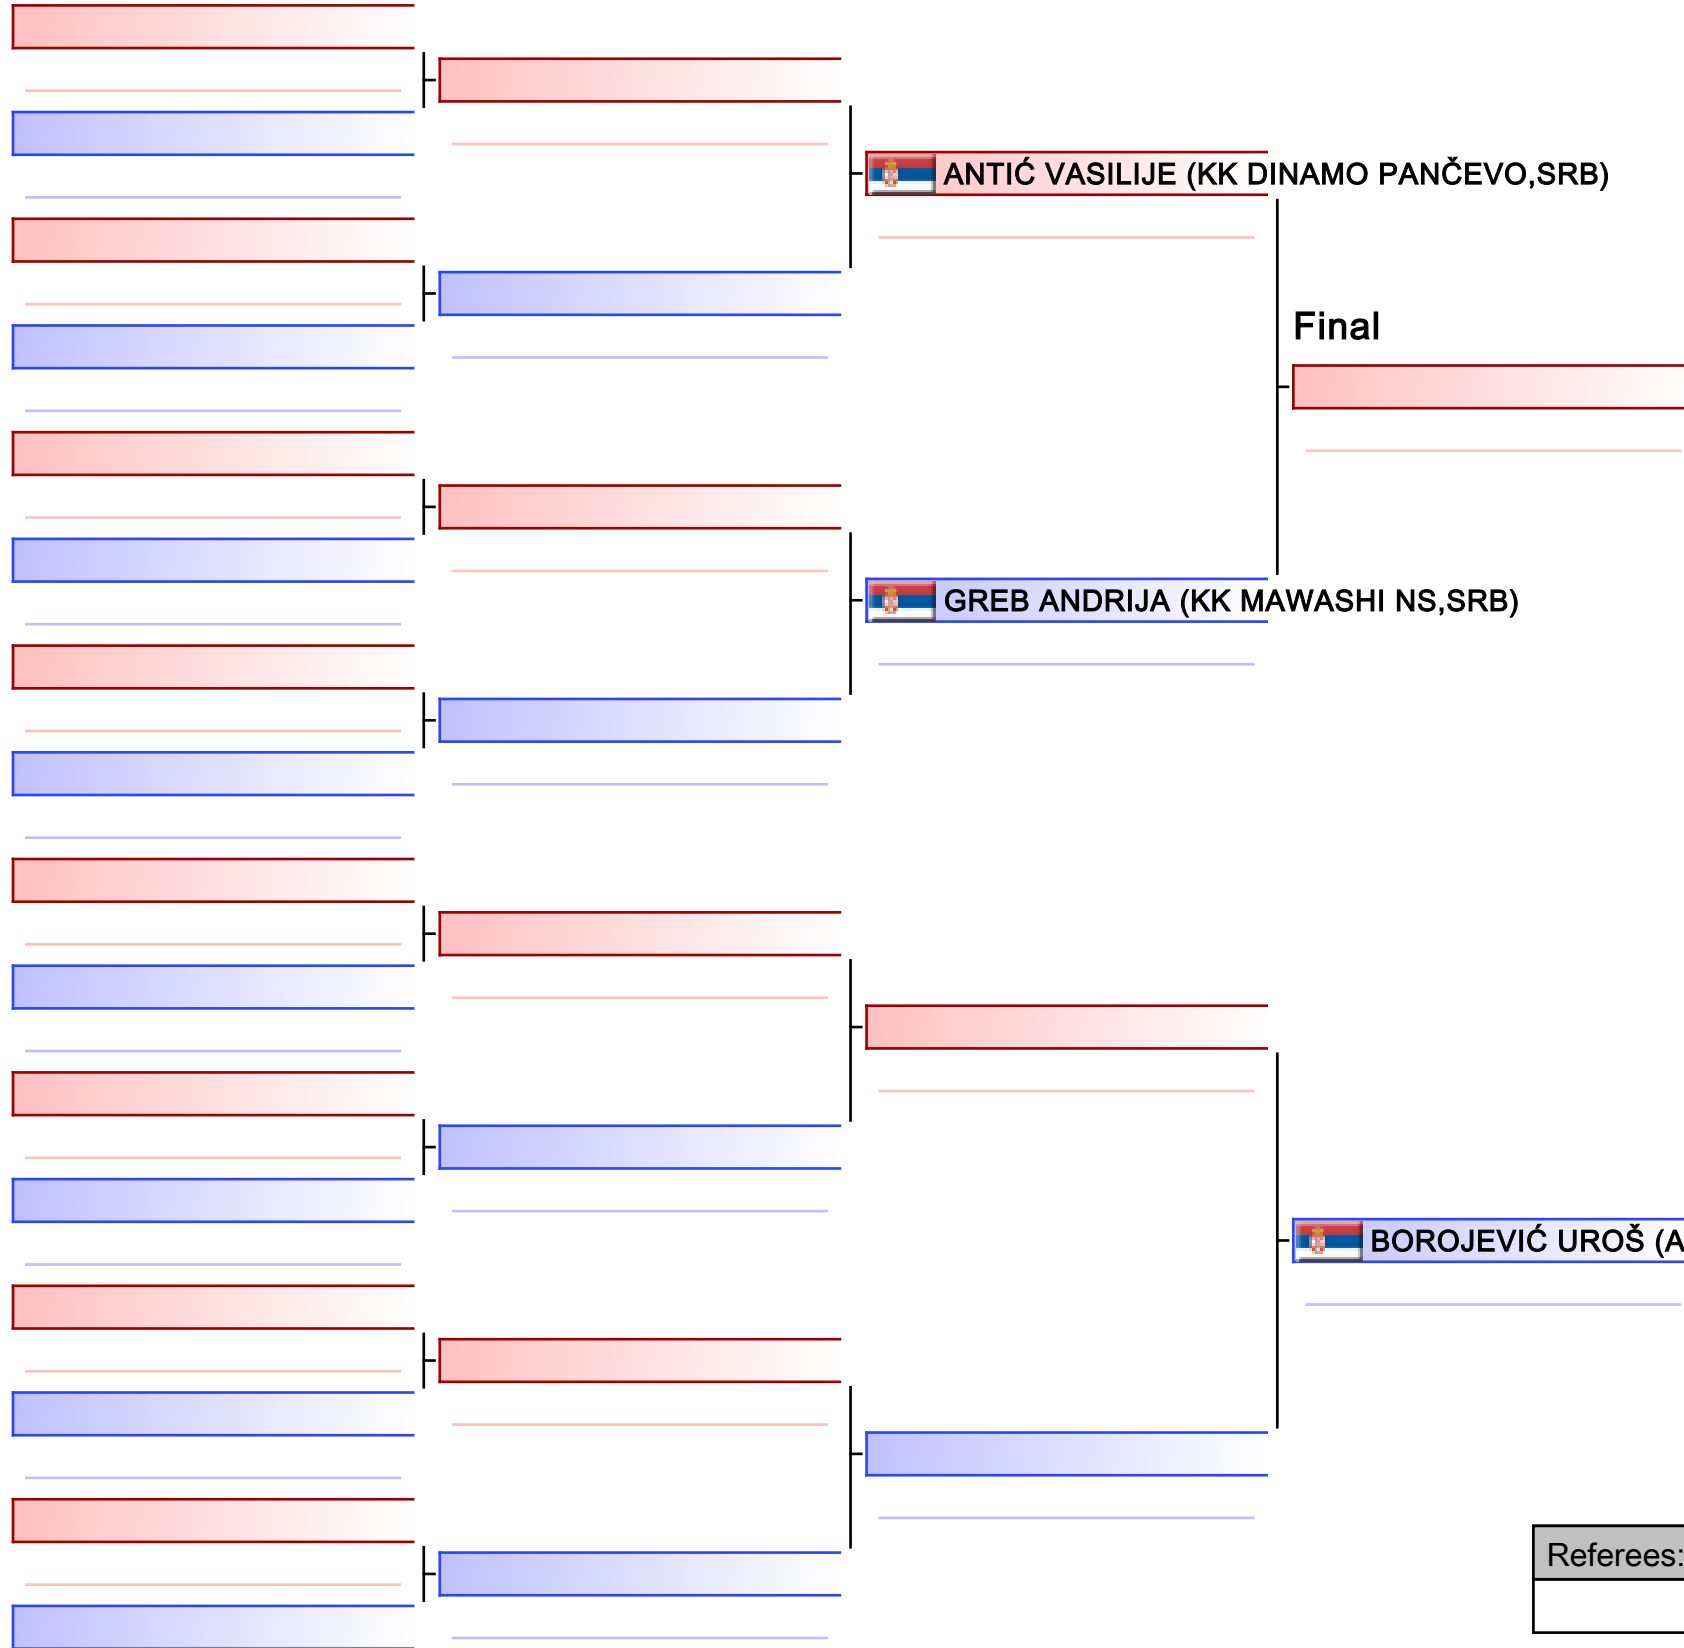 ANTIĆ VASILIJE (KK DINAMO PANČEVO,SRB)
Final
GREB ANDRIJA (KK MAWASHI NS,SRB)
BOROJEVIĆ UROŠ (A
Referees: